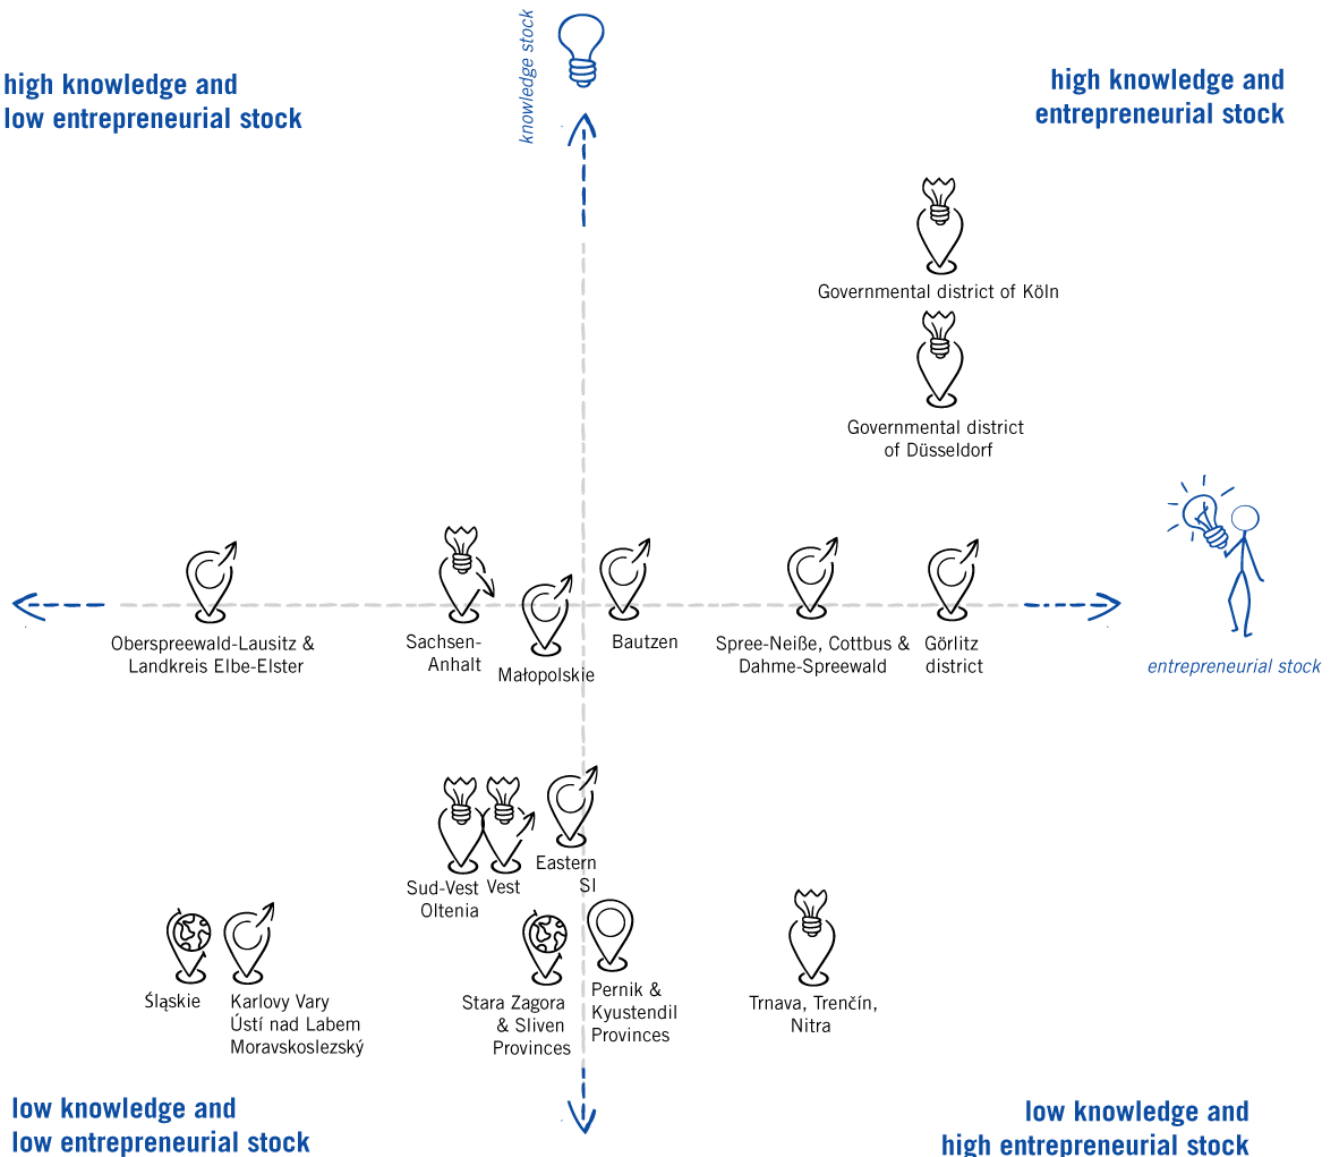 knowledge stock
high knowledge and
low entrepreneurial stock
high knowledge and
entrepreneurial stock
Governmental district of Köln
Governmental district
of Düsseldorf
Oberspreewald-Lausitz &
Landkreis Elbe-Elster
Sachsen-
Anhalt
Małopolskie
Bautzen
Spree-Neiße, Cottbus &
Dahme-Spreewald
Görlitz
district
entrepreneurial stock
Sud-Vest
Oltenia
Vest
Eastern
SI
Śląskie
Karlovy Vary
Ústí nad Labem
Moravskoslezský
Stara Zagora
& Sliven
Provinces
Pernik &
Kyustendil
Provinces
Trnava, Trenčín,
Nitra
low knowledge and
low entrepreneurial stock
low knowledge and
high entrepreneurial stock